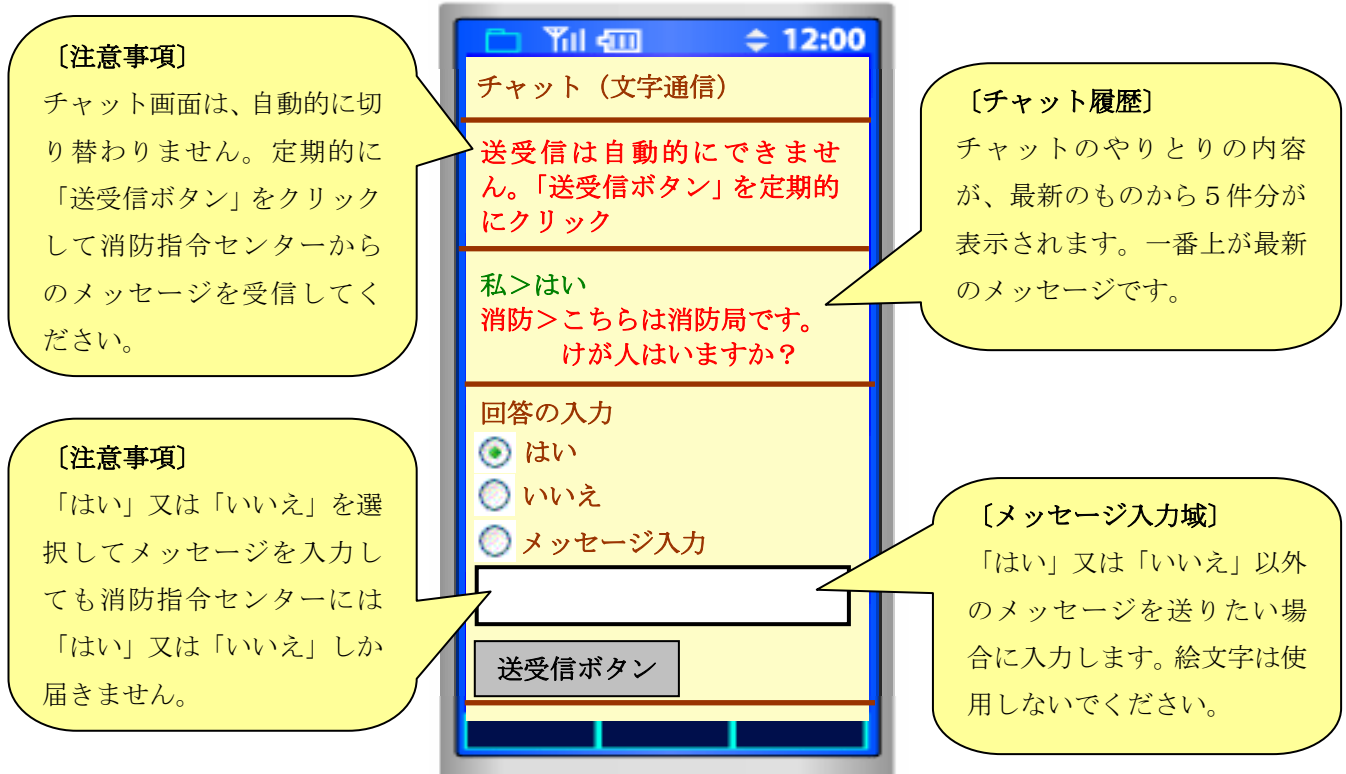 〔注意事項〕
チャット画面は、自動的に切
り替わりません。定期的に
「送受信ボタン」をクリック
して消防指令センターから
のメッセージを受信してく
ださい。
〔注意事項〕
「はい」又は「いいえ」を選
択してメッセージを入力し
ても消防指令センターには
「はい」又は「いいえ」しか
届きません。
12:00
チャット（文字通信）
送受信は自動的にできませ
ん。「送受信ボタン」を定期的
にクリック
私＞はい
消防＞こちらは消防局です。
けが人はいますか？
回答の入力
はい
いいえ
メッセージ入力
送受信ボタン
〔チャット履歴〕
チャットのやりとりの内容
が、最新のものから５件分が
表示されます。一番上が最新
のメッセージです。
〔メッセージ入力域〕
「はい」又は「いいえ」以外
のメッセージを送りたい場
合に入力します。絵文字は使
用しないでください。